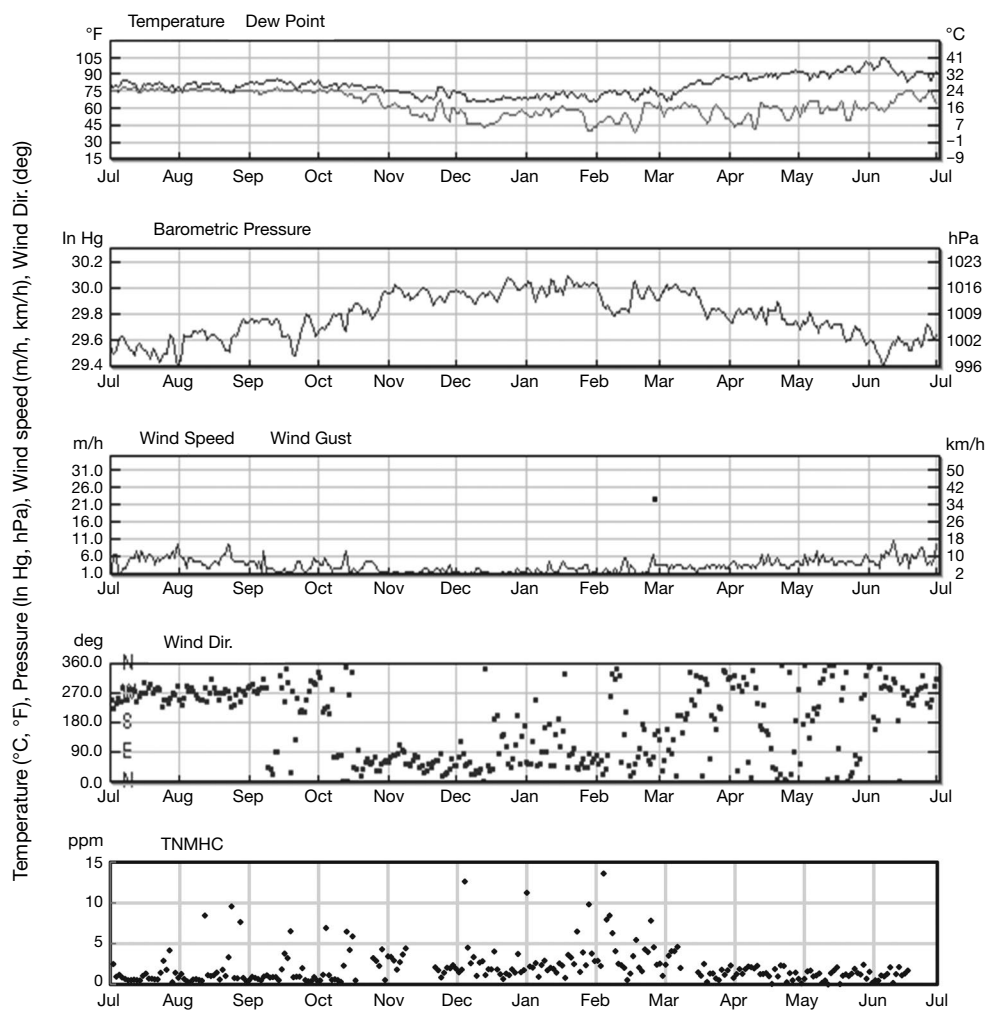 Temperature (°C, °F), Pressure (In Hg, hPa), Wind speed (m/h, km/h), Wind Dir. (deg)
Temperature Dew Point
°F °C
105 41
90 32
75 24
60 16
45 7
30 −1
15 −9
Jul Aug Sep Oct Nov Dec Jan Feb Mar Apr May Jun Jul
Barometric Pressure
In Hg hPa
30.2 1023
30.0 1016
29.8 1009
29.6 1002
29.4 996
Jul Aug Sep Oct Nov Dec Jan Feb Mar Apr May Jun Jul
Wind Speed Wind Gust
m/h km/h
31.0 50
26.0 42
21.0 34
16.0 26
11.0 18
6.0 10
1.0 2
Jul Aug Sep Oct Nov Dec Jan Feb Mar Apr May Jun Jul
Wind Dir.
deg
360.0 N
270.0 W
180.0 S
90.0 E
0.0 N
Jul Aug Sep Oct Nov Dec Jan Feb Mar Apr May Jun Jul
TNMHC
ppm
15
10
5
0
Jul Aug Sep Oct Nov Dec Jan Feb Mar Apr May Jun Jul